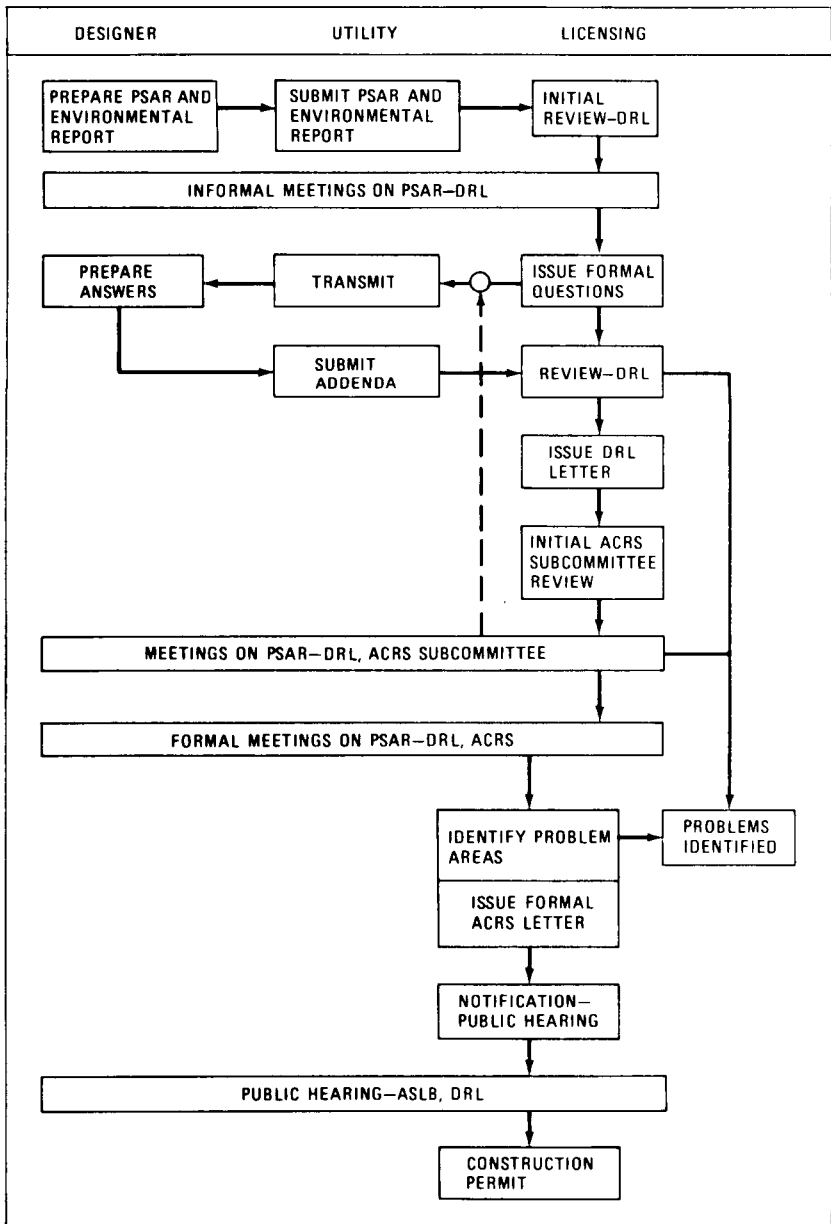 DESIGNER
UTILITY
LICENSING
PREPARE PSAR AND
ENVIRONMENTAL
REPORT
SUBMIT PSAR AND
ENVIRONMENTAL
REPORT
INITIAL
REVIEW–DRL
INFORMAL MEETINGS ON PSAR–DRL
PREPARE
ANSWERS
TRANSMIT
ISSUE FORMAL
QUESTIONS
SUBMIT
ADDENDA
REVIEW–DRL
ISSUE DRL
LETTER
INITIAL ACRS
SUBCOMMITTEE
REVIEW
MEETINGS ON PSAR–DRL, ACRS SUBCOMMITTEE
FORMAL MEETINGS ON PSAR–DRL, ACRS
IDENTIFY PROBLEM
AREAS
PROBLEMS
IDENTIFIED
ISSUE FORMAL
ACRS LETTER
NOTIFICATION–
PUBLIC HEARING
PUBLIC HEARING–ASLB, DRL
CONSTRUCTION
PERMIT